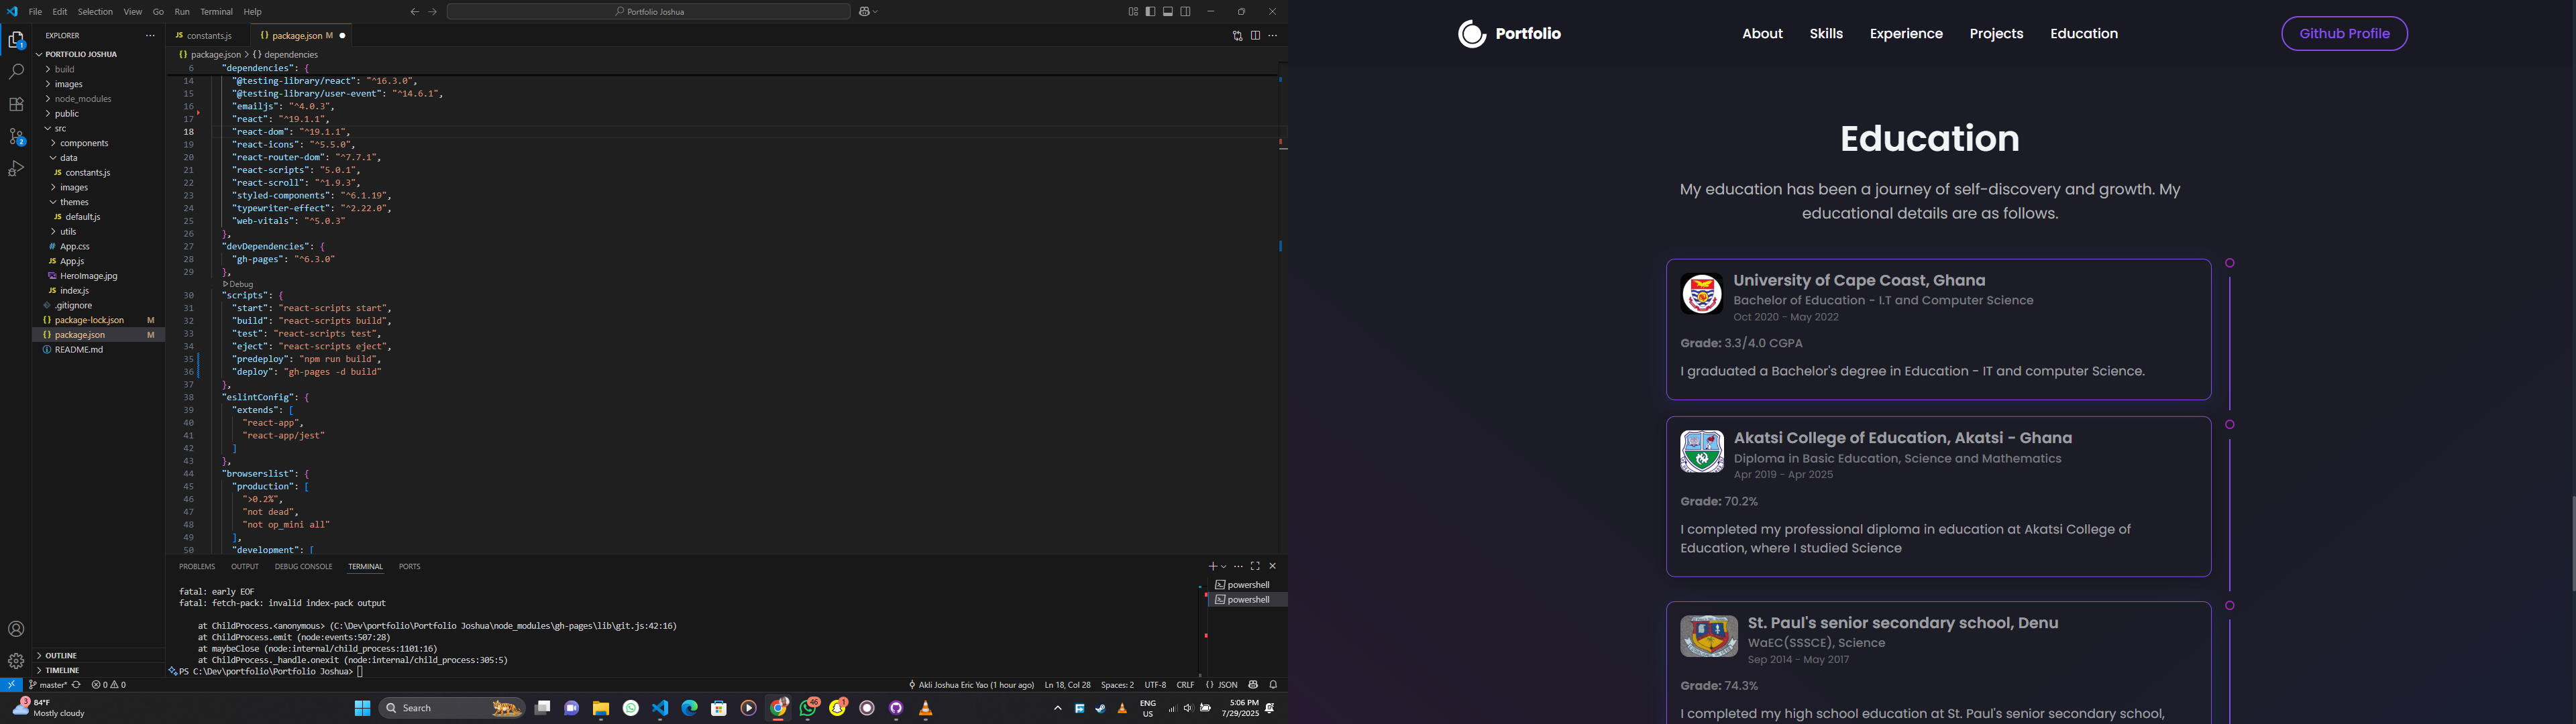 File Edit Selection View Go Run Terminal Help
Portfolio Joshua
EXPLORER
PORTFOLIO JOSHUA
build
images
node_modules
public
src
components
data
JS constants.js
images
themes
JS default.js
utils
# App.css
JS App.js
HeroImage.jpg
JS index.js
.gitignore
{} package-lock.json M
{} package.json M
README.md
OUTLINE
TIMELINE
JS constants.js
{} package.json M
{} package.json > {} dependencies
6 "dependencies": {
14 "@testing-library/react": "^16.3.0",
15 "@testing-library/user-event": "^14.6.1",
16 "emailjs": "^4.0.3",
17 "react": "^19.1.1",
18 "react-dom": "^19.1.1",
19 "react-icons": "^5.5.0",
20 "react-router-dom": "^7.7.1",
21 "react-scripts": "5.0.1",
22 "react-scroll": "^1.9.3",
23 "styled-components": "^6.1.19",
24 "typewriter-effect": "^2.22.0",
25 "web-vitals": "^5.0.3"
26 },
27 "devDependencies": {
28 "gh-pages": "^6.3.0"
29 },
Debug
30 "scripts": {
31 "start": "react-scripts start",
32 "build": "react-scripts build",
33 "test": "react-scripts test",
34 "eject": "react-scripts eject",
35 "predeploy": "npm run build",
36 "deploy": "gh-pages -d build"
37 },
38 "eslintConfig": {
39 "extends": [
40 "react-app",
41 "react-app/jest"
42 ]
43 },
44 "browserslist": {
45 "production": [
46 ">0.2%",
47 "not dead",
48 "not op_mini all"
49 ],
50 "development": [
PROBLEMS OUTPUT DEBUG CONSOLE TERMINAL PORTS
powershell
powershell
fatal: early EOF
fatal: fetch-pack: invalid index-pack output
at ChildProcess.<anonymous> (C:\Dev\portfolio\Portfolio Joshua\node_modules\gh-pages\lib\git.js:42:16)
at ChildProcess.emit (node:events:507:28)
at maybeClose (node:internal/child_process:1101:16)
at ChildProcess._handle.onexit (node:internal/child_process:305:5)
PS C:\Dev\portfolio\Portfolio Joshua>
master* 0 0
Akli Joshua Eric Yao (1 hour ago) Ln 18, Col 28 Spaces: 2 UTF-8 CRLF {} JSON
84°F
Mostly cloudy
Search
ENG
US
5:06 PM
7/29/2025
Portfolio
About Skills Experience Projects Education
Github Profile
Education
My education has been a journey of self-discovery and growth. My
educational details are as follows.
University of Cape Coast, Ghana
Bachelor of Education - I.T and Computer Science
Oct 2020 - May 2022
Grade: 3.3/4.0 CGPA
I graduated a Bachelor's degree in Education - IT and computer Science.
Akatsi College of Education, Akatsi - Ghana
Diploma in Basic Education, Science and Mathematics
Apr 2019 - Apr 2025
Grade: 70.2%
I completed my professional diploma in education at Akatsi College of
Education, where I studied Science
St. Paul's senior secondary school, Denu
WaEC(SSSCE), Science
Sep 2014 - May 2017
Grade: 74.3%
I completed my high school education at St. Paul's senior secondary school,